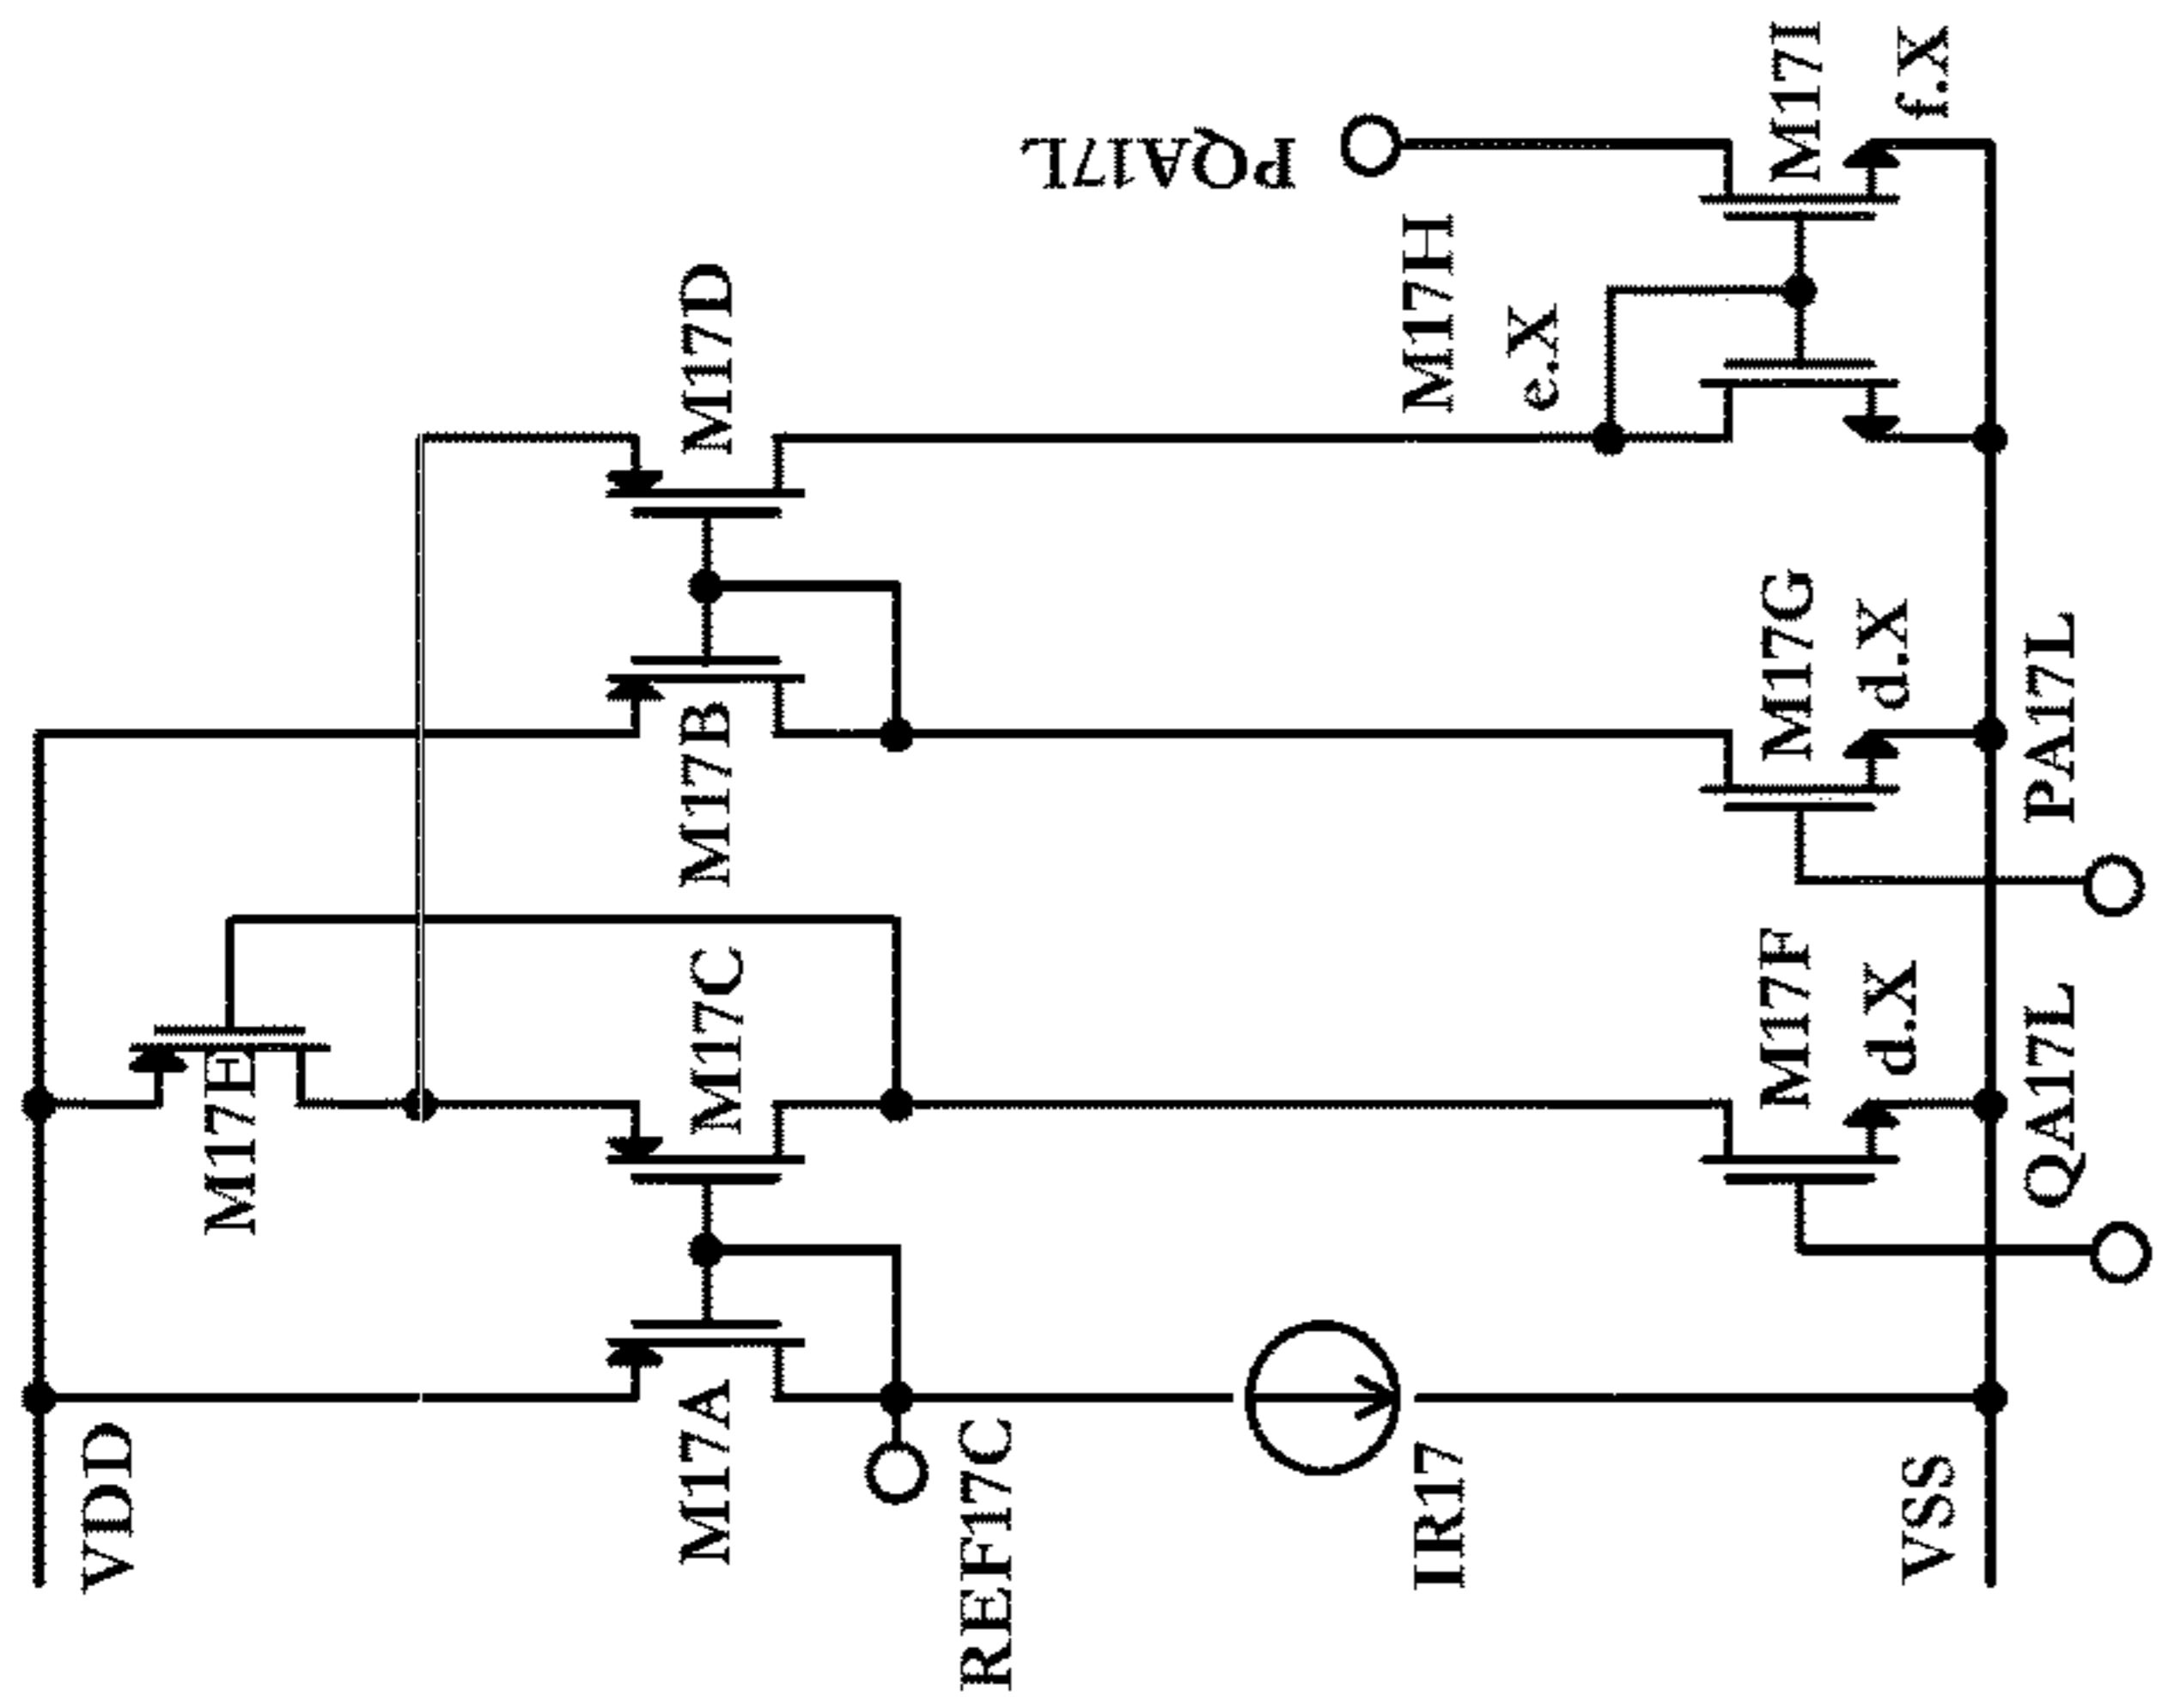 VDD
M17E
M17A
M17C
M17B
M17D
REF17C
IR17
PQA17L
M17H
e.X
M17I
f.X
M17G
d.X
M17F
d.X
VSS
QA17L
PA17L